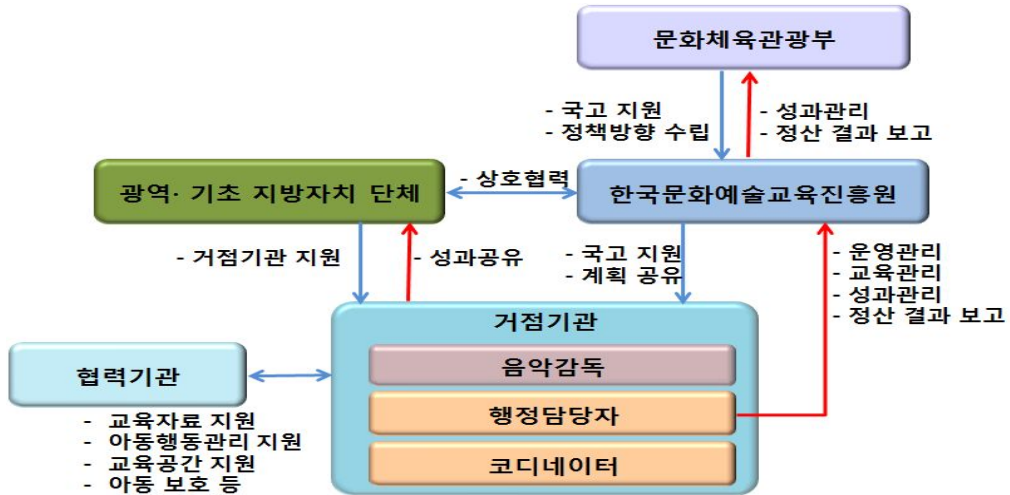 문화체육관광부
- 국고 지원
- 정책방향 수립
- 성과관리
- 정산 결과 보고
광역· 기초 지방자치 단체
- 상호협력
한국문화예술교육진흥원
- 거점기관 지원
- 성과공유
- 국고 지원
- 계획 공유
- 운영관리
- 교육관리
- 성과관리
- 정산 결과 보고
거점기관
음악감독
행정담당자
코디네이터
협력기관
- 교육자료 지원
- 아동행동관리 지원
- 교육공간 지원
- 아동 보호 등